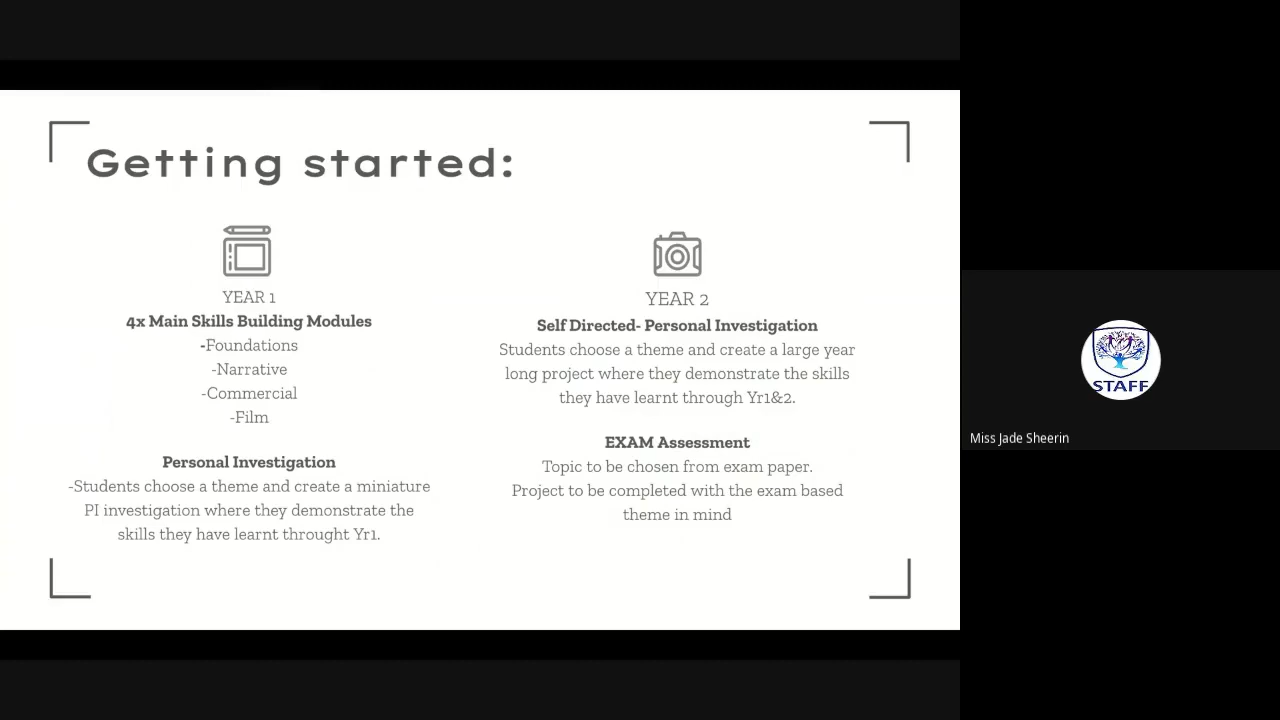 Getting started:
YEAR 1
4x Main Skills Building Modules
-Foundations
-Narrative
-Commercial
-Film
Personal Investigation
-Students choose a theme and create a miniature
PI investigation where they demonstrate the
skills they have learnt throught Yr1.
YEAR 2
Self Directed- Personal Investigation
Students choose a theme and create a large year
long project where they demonstrate the skills
they have learnt through Yr1&2.
EXAM Assessment
Topic to be chosen from exam paper.
Project to be completed with the exam based
theme in mind
STAFF
Miss Jade Sheerin